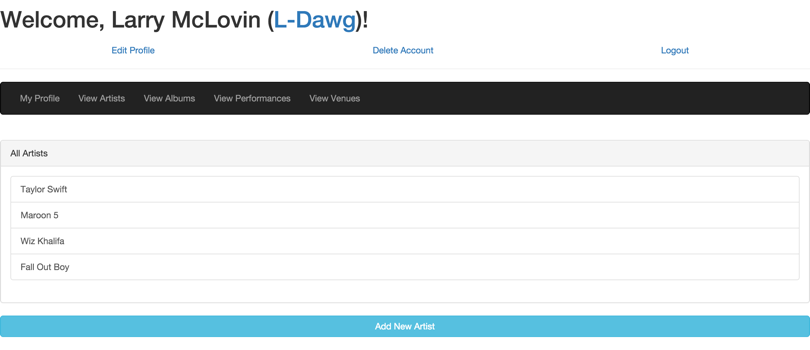 Welcome, Larry McLovin (L-Dawg)!
Edit Profile Delete Account Logout
My Profile View Artists View Albums View Performances View Venues
All Artists
Taylor Swift
Maroon 5
Wiz Khalifa
Fall Out Boy
Add New Artist